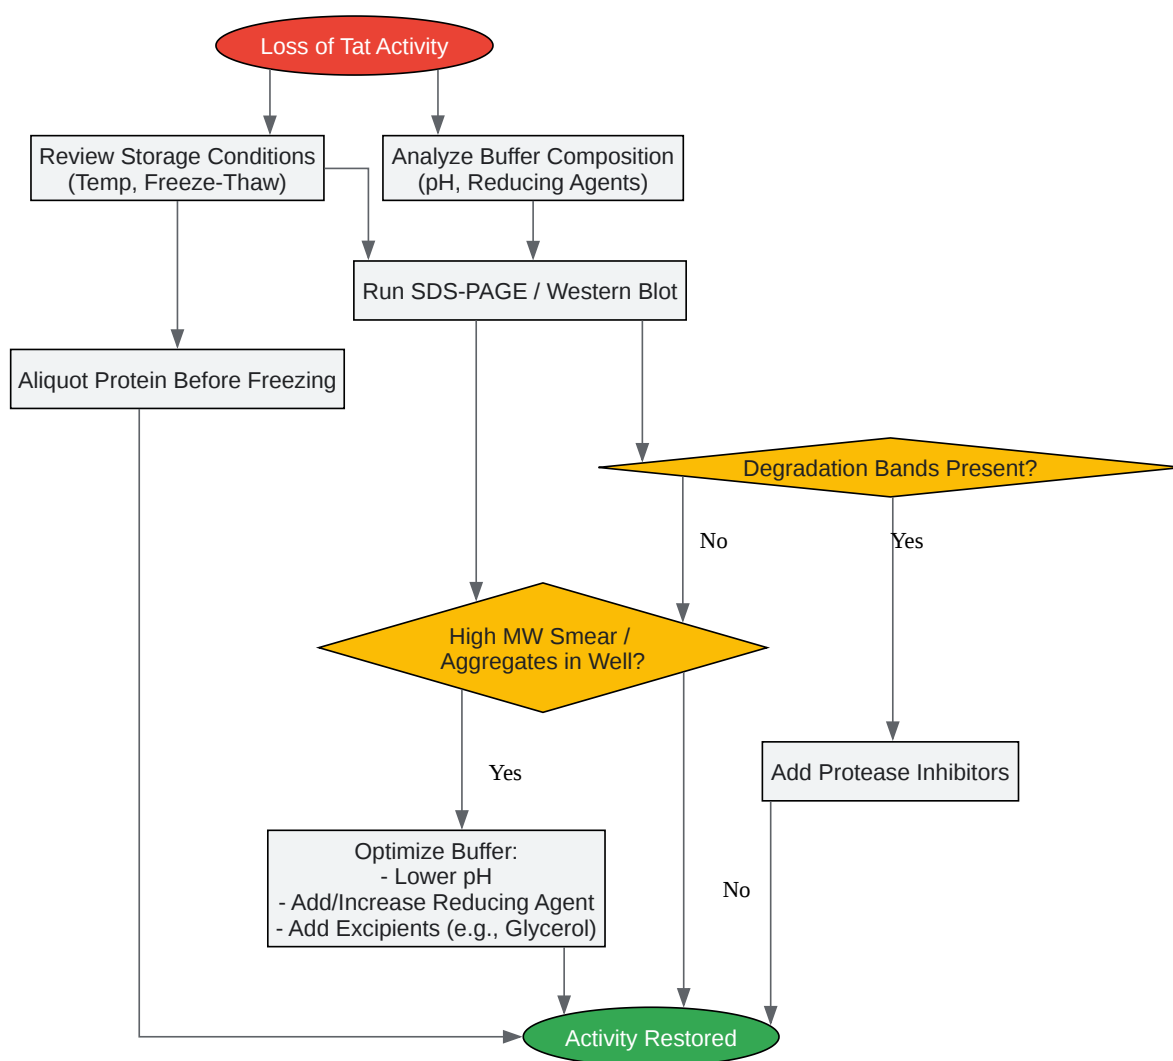 Loss of Tat Activity
Review Storage Conditions
(Temp, Freeze-Thaw)
Analyze Buffer Composition
(pH, Reducing Agents)
Run SDS-PAGE / Western Blot
Aliquot Protein Before Freezing
Degradation Bands Present?
No
Yes
High MW Smear /
Aggregates in Well?
Yes
Add Protease Inhibitors
Optimize Buffer:
- Lower pH
- Add/Increase Reducing Agent
- Add Excipients (e.g., Glycerol)
No
Activity Restored